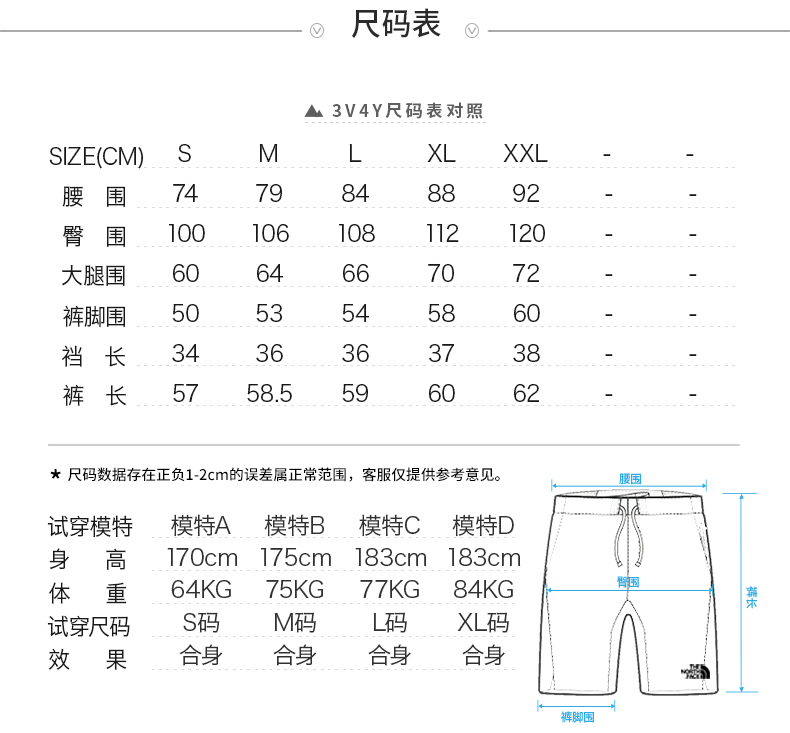 尺码表
3V4Y尺码表对照
SIZE(CM) S M L XL XXL - -
腰 围 74 79 84 88 92 - -
臀 围 100 106 108 112 120 - -
大腿围 60 64 66 70 72 - -
裤脚围 50 53 54 58 60 - -
裆 长 34 36 36 37 38 - -
裤 长 57 58.5 59 60 62 - -
★ 尺码数据存在正负1-2cm的误差属正常范围，客服仅提供参考意见。
试穿模特 模特A 模特B 模特C 模特D
身 高 170cm 175cm 183cm 183cm
体 重 64KG 75KG 77KG 84KG
试穿尺码 S码 M码 L码 XL码
效 果 合身 合身 合身 合身
腰围
臀围
裤长
THE
NORTH
FACE
裤脚围